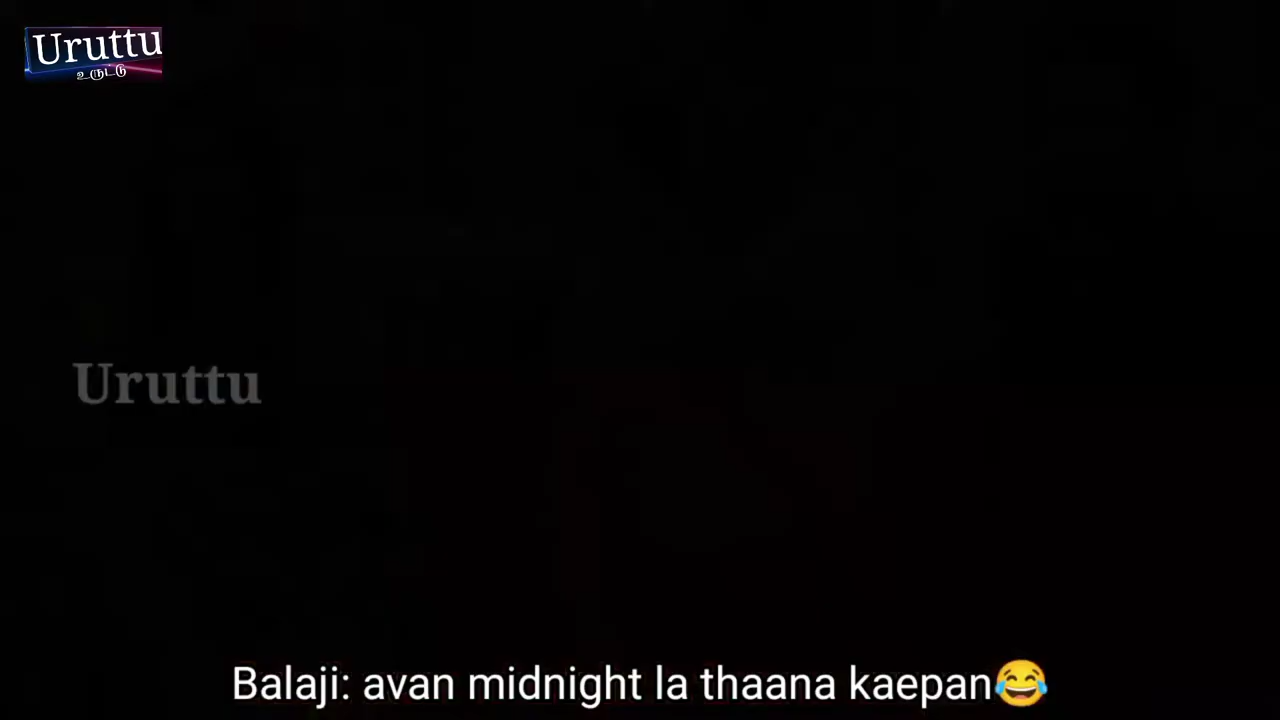 Uruttu
உருட்டு
Uruttu
Balaji: avan midnight la thaana kaepan😂